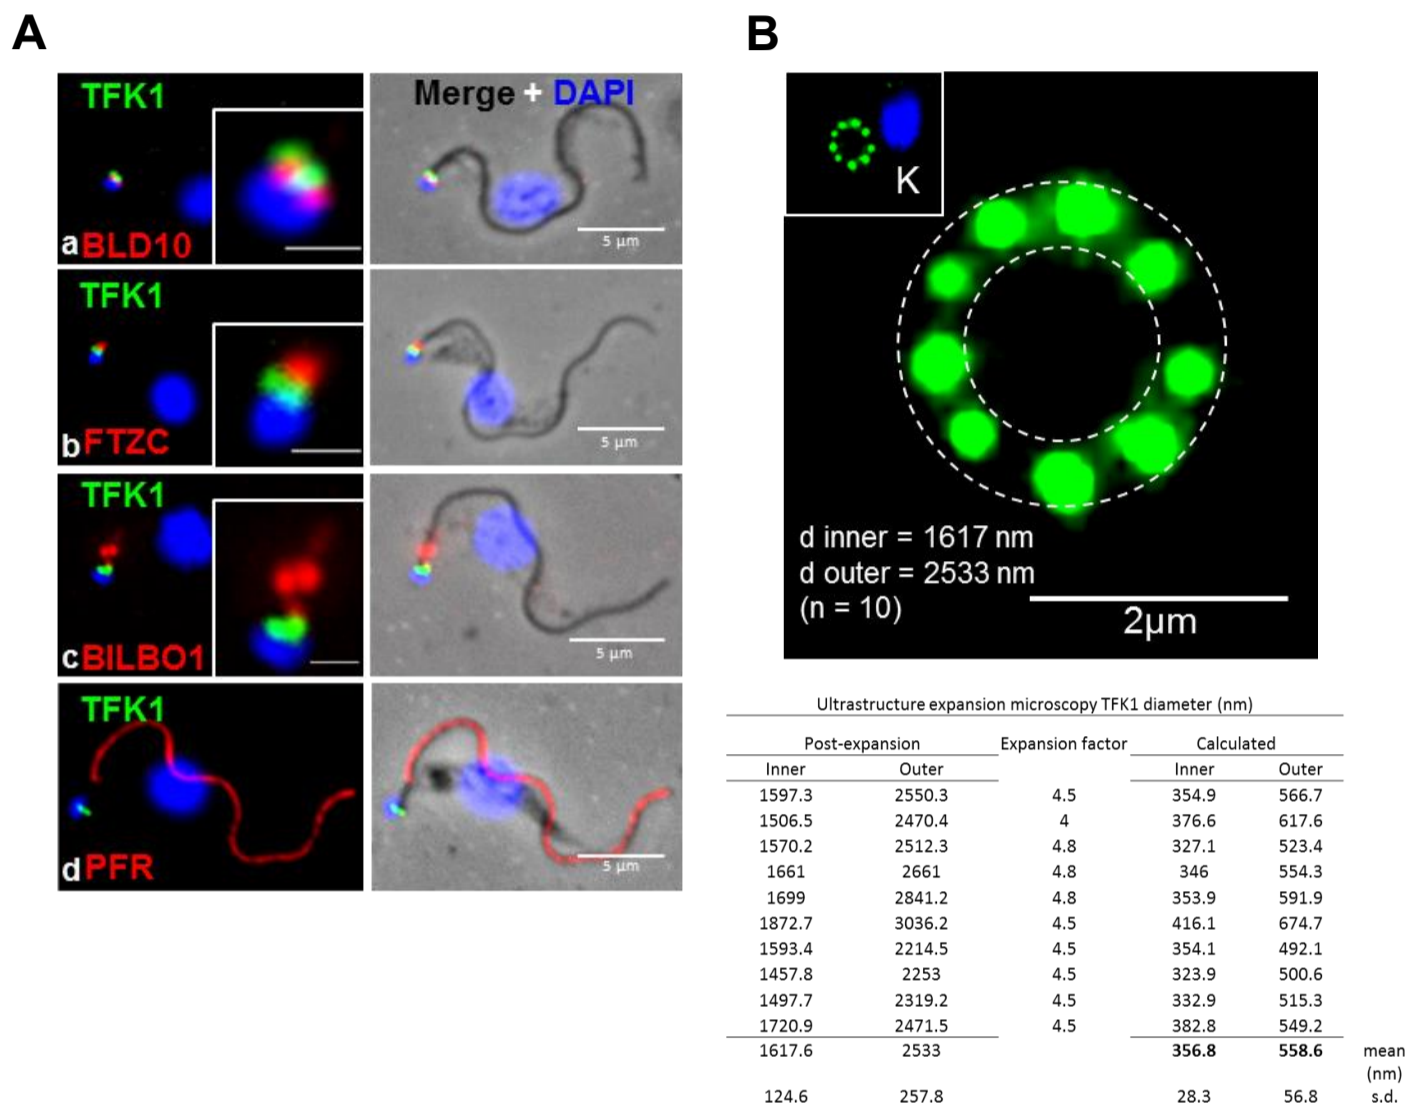 A
B
TFK1
Merge + DAPI
a BLD10
5 µm
TFK1
b FTZC
5 µm
TFK1
c BILBO1
5 µm
TFK1
d PFR
5 µm
K
d inner = 1617 nm
d outer = 2533 nm
(n = 10)
2µm
Ultrastructure expansion microscopy TFK1 diameter (nm)
Post-expansion Expansion factor Calculated
Inner Outer Inner Outer
1597.3 2550.3 4.5 354.9 566.7
1506.5 2470.4 4 376.6 617.6
1570.2 2512.3 4.8 327.1 523.4
1661 2661 4.8 346 554.3
1699 2841.2 4.8 353.9 591.9
1872.7 3036.2 4.5 416.1 674.7
1593.4 2214.5 4.5 354.1 492.1
1457.8 2253 4.5 323.9 500.6
1497.7 2319.2 4.5 332.9 515.3
1720.9 2471.5 4.5 382.8 549.2
1617.6 2533 356.8 558.6 mean
(nm)
124.6 257.8 28.3 56.8 s.d.